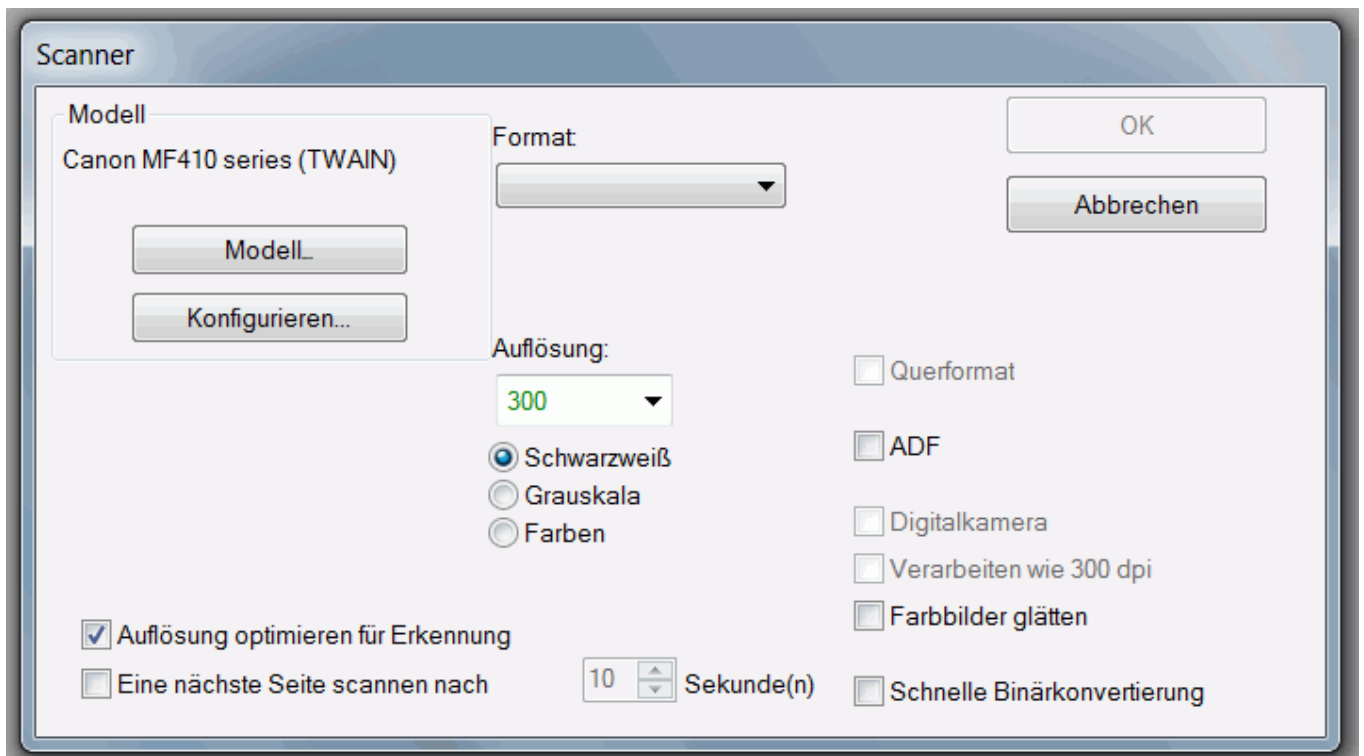 Scanner
Modell
Canon MF410 series (TWAIN)
Modell...
Konfigurieren...
Format:
Auflösung:
300
Schwarzweiß
Grauskala
Farben
OK
Abbrechen
Querformat
ADF
Digitalkamera
Verarbeiten wie 300 dpi
Farbbilder glätten
Schnelle Binärkonvertierung
Auflösung optimieren für Erkennung
Eine nächste Seite scannen nach 10 Sekunde(n)